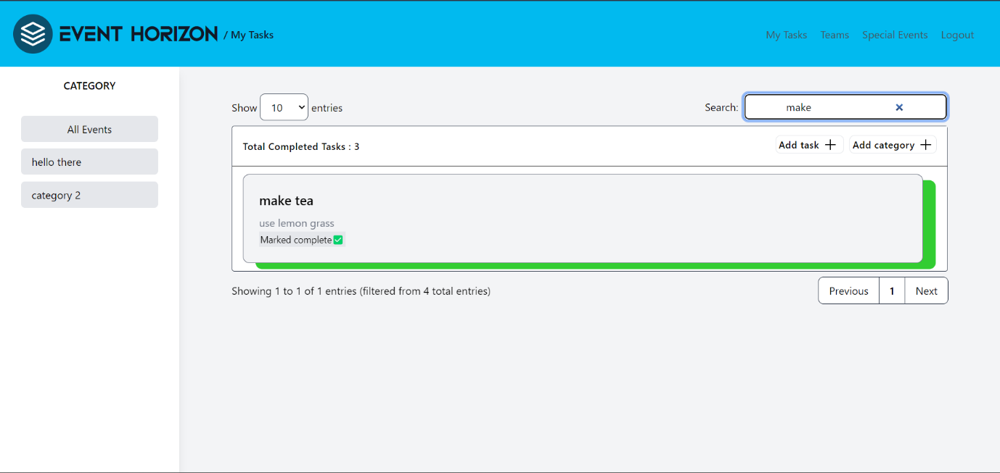 EVENT HORIZON / My Tasks
My Tasks Teams Special Events Logout
CATEGORY
All Events
hello there
category 2
Show 10 entries
Search: make
Total Completed Tasks : 3
Add task Add category
make tea
use lemon grass
Marked complete
Showing 1 to 1 of 1 entries (filtered from 4 total entries)
Previous 1 Next